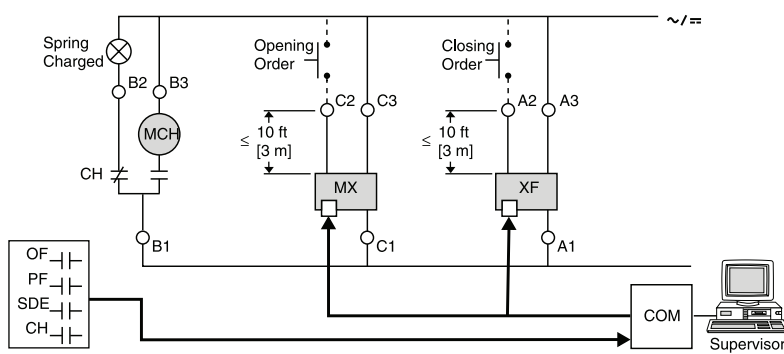 ∼/⎓
Spring
Charged
B2
B3
MCH
CH
B1
Opening
Order
C2
C3
≤ 10 ft
[3 m]
MX
C1
Closing
Order
A2
A3
≤ 10 ft
[3 m]
XF
A1
OF
PF
SDE
CH
COM
Supervisor